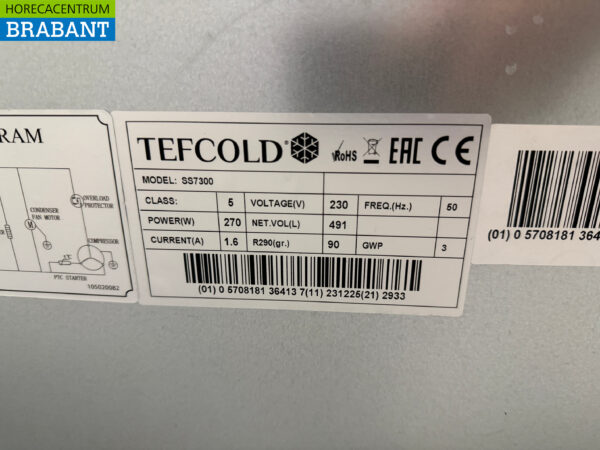 HORECACENTRUM
BRABANT
RAM
CONDENSER
FAN MOTOR
M
OVERLOAD
PROTECTOR
COMPRESSOR
PTC STARTER
105020082
TEFCOLD
RoHS EAC CE
MODEL: SS7300
CLASS: 5 VOLTAGE(V) 230 FREQ.(Hz.) 50
POWER(W) 270 NET.VOL(L) 491
CURRENT(A) 1.6 R290(gr.) 90 GWP 3
(01) 0 5708181 36413 7(11) 231225(21) 2933
(01) 0 5708181 364